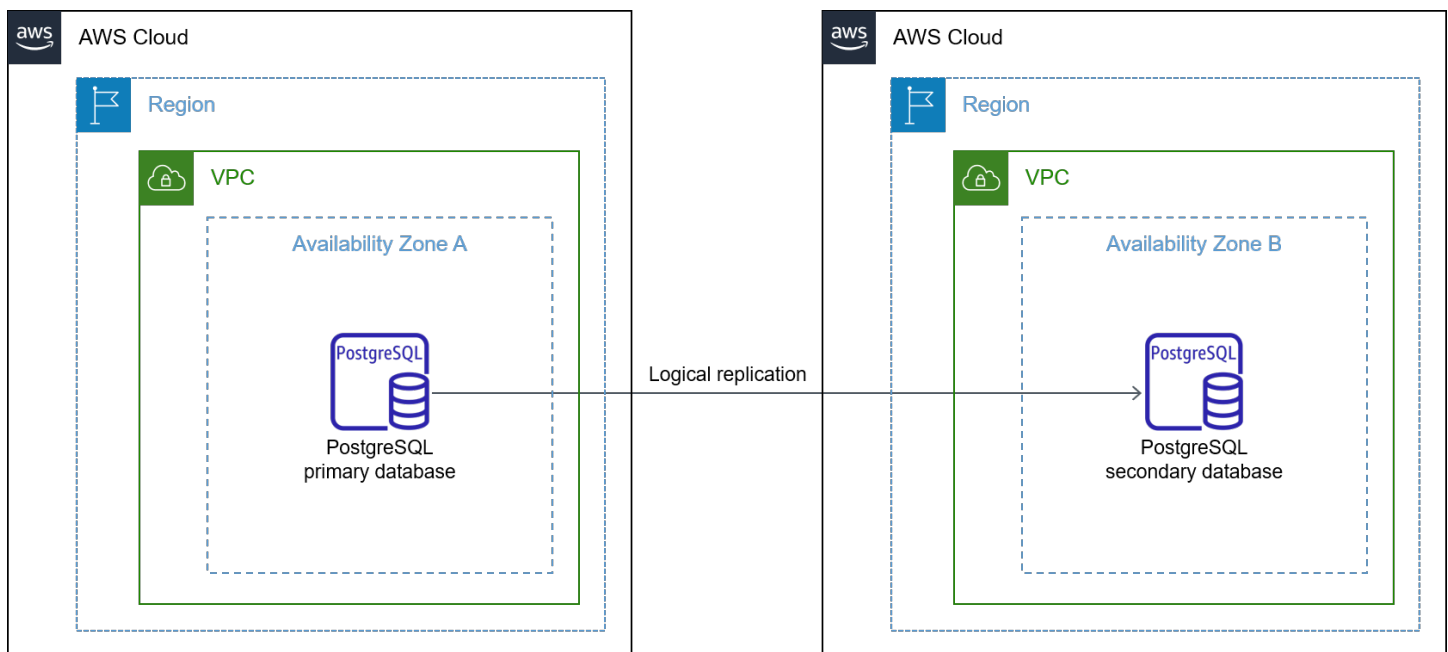 aws
AWS Cloud
Region
VPC
Availability Zone A
PostgreSQL
PostgreSQL
primary database
Logical replication
aws
AWS Cloud
Region
VPC
Availability Zone B
PostgreSQL
PostgreSQL
secondary database